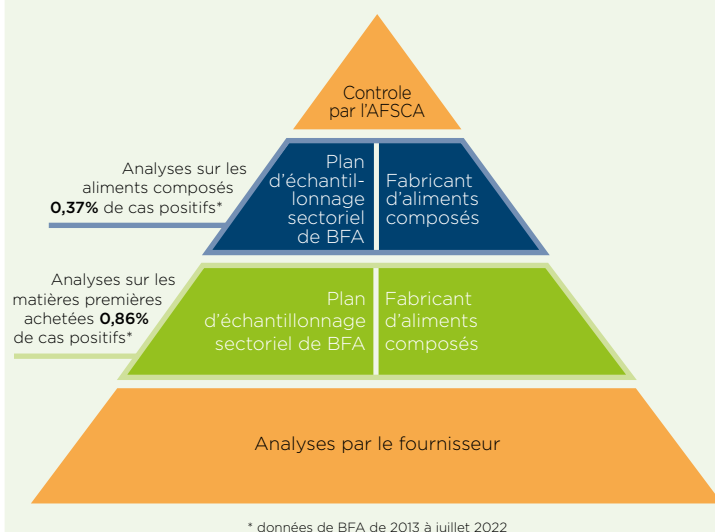 Controle
par l'AFSCA
Analyses sur les
aliments composés
0,37% de cas positifs*
Plan
d'échantil-
lonnage
sectoriel
de BFA
Fabricant
d'aliments
composés
Analyses sur les
matières premières
achetées 0,86%
de cas positifs*
Plan
d'échantillonnage
sectoriel de BFA
Fabricant
d'aliments
composés
Analyses par le fournisseur
* données de BFA de 2013 à juillet 2022